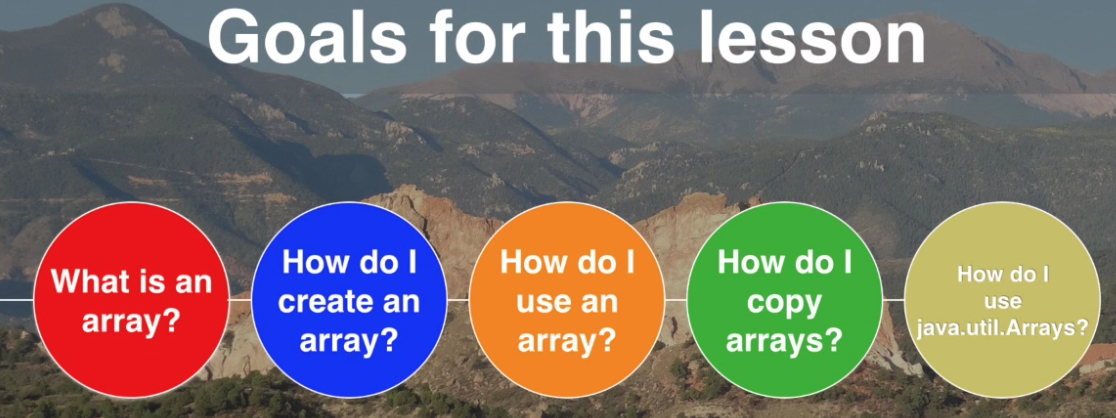 Goals for this lesson
What is an
array?
How do I
create an
array?
How do I
use an
array?
How do I
copy
arrays?
How do I
use
java.util.Arrays?